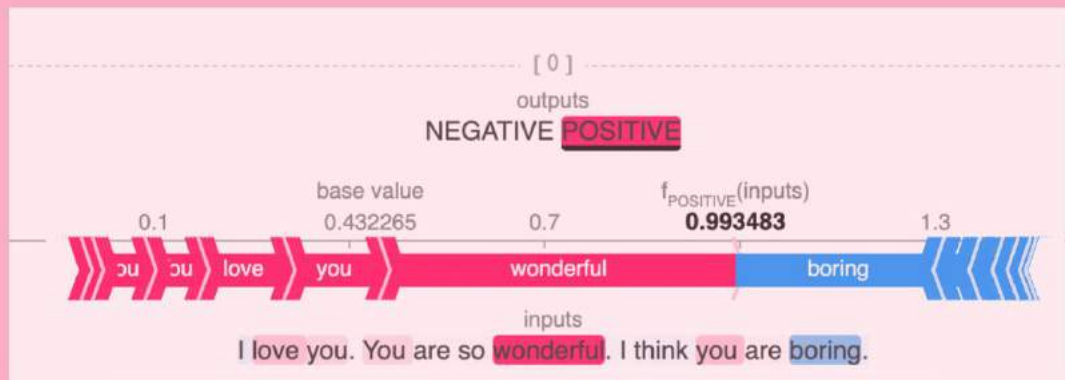 [ 0 ]
outputs
NEGATIVE POSITIVE
base value f_POSITIVE(inputs)
0.1 0.432265 0.7 0.993483 1.3
ou ou love you wonderful boring
inputs
I love you. You are so wonderful. I think you are boring.